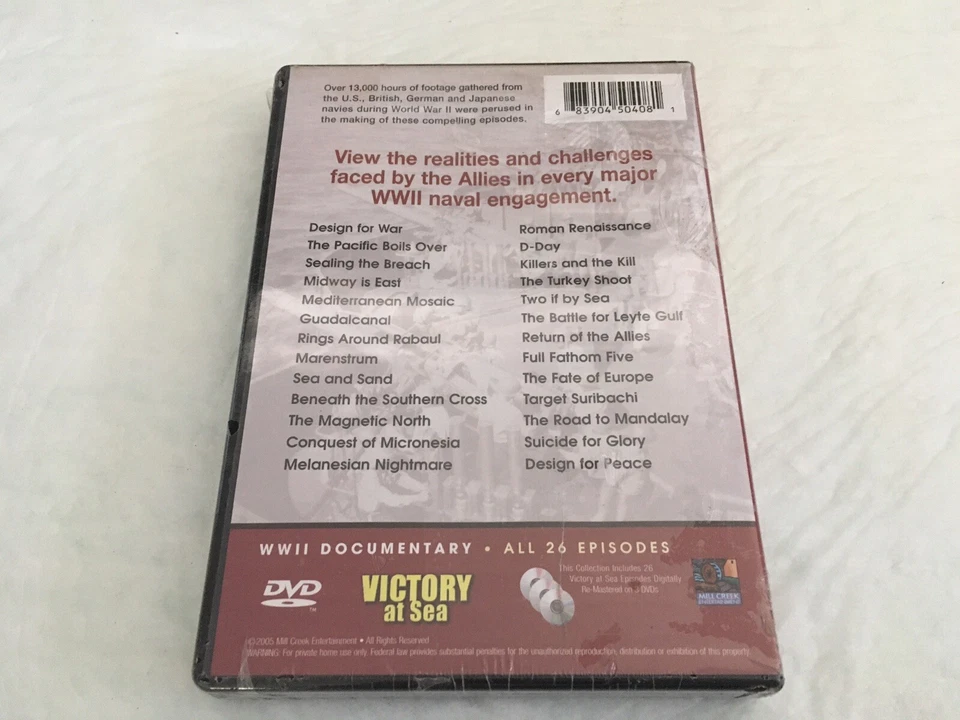 Over 13,000 hours of footage gathered from
the U.S., British, German and Japanese
navies during World War II were perused in
the making of these compelling episodes.
6 83904 50408 1
View the realities and challenges
faced by the Allies in every major
WWII naval engagement.
Design for War
The Pacific Boils Over
Sealing the Breach
Midway is East
Mediterranean Mosaic
Guadalcanal
Rings Around Rabaul
Marenstrum
Sea and Sand
Beneath the Southern Cross
The Magnetic North
Conquest of Micronesia
Melanesian Nightmare
Roman Renaissance
D-Day
Killers and the Kill
The Turkey Shoot
Two if by Sea
The Battle for Leyte Gulf
Return of the Allies
Full Fathom Five
The Fate of Europe
Target Suribachi
The Road to Mandalay
Suicide for Glory
Design for Peace
WWII DOCUMENTARY • ALL 26 EPISODES
DVD™
VICTORY
at Sea
This Collection Includes 26
Victory at Sea Episodes Digitally
Re-Mastered on 3 DVDs
MILL CREEK
ENTERTAINMENT
©2005 Mill Creek Entertainment • All Rights Reserved
WARNING: For private home use only. Federal law provides substantial penalties for the unauthorized reproduction, distribution or exhibition of this property.